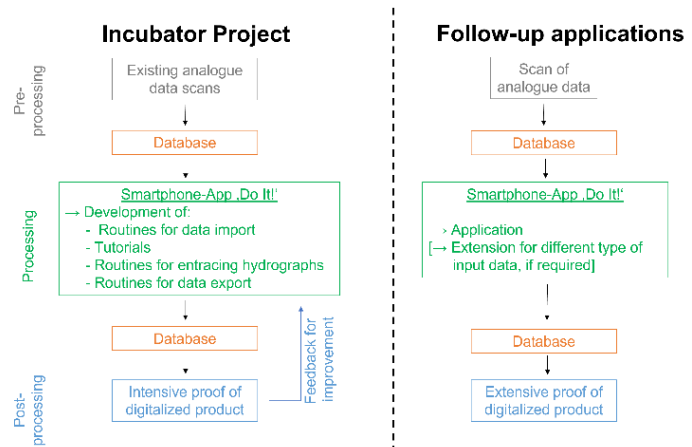 Incubator Project
Follow-up applications
Pre-
processing
Existing analogue
data scans
Database
Processing
Smartphone-App ‚Do It!‘
→ Development of:
- Routines for data import
- Tutorials
- Routines for entracing hydrographs
- Routines for data export
Database
Feedback for
improvement
Post-
processing
Intensive proof of
digitalized product
Scan of
analogue data
Database
Smartphone-App ‚Do It!‘
› Application
[→ Extension for different type of
input data, if required]
Database
Extensive proof of
digitalized product